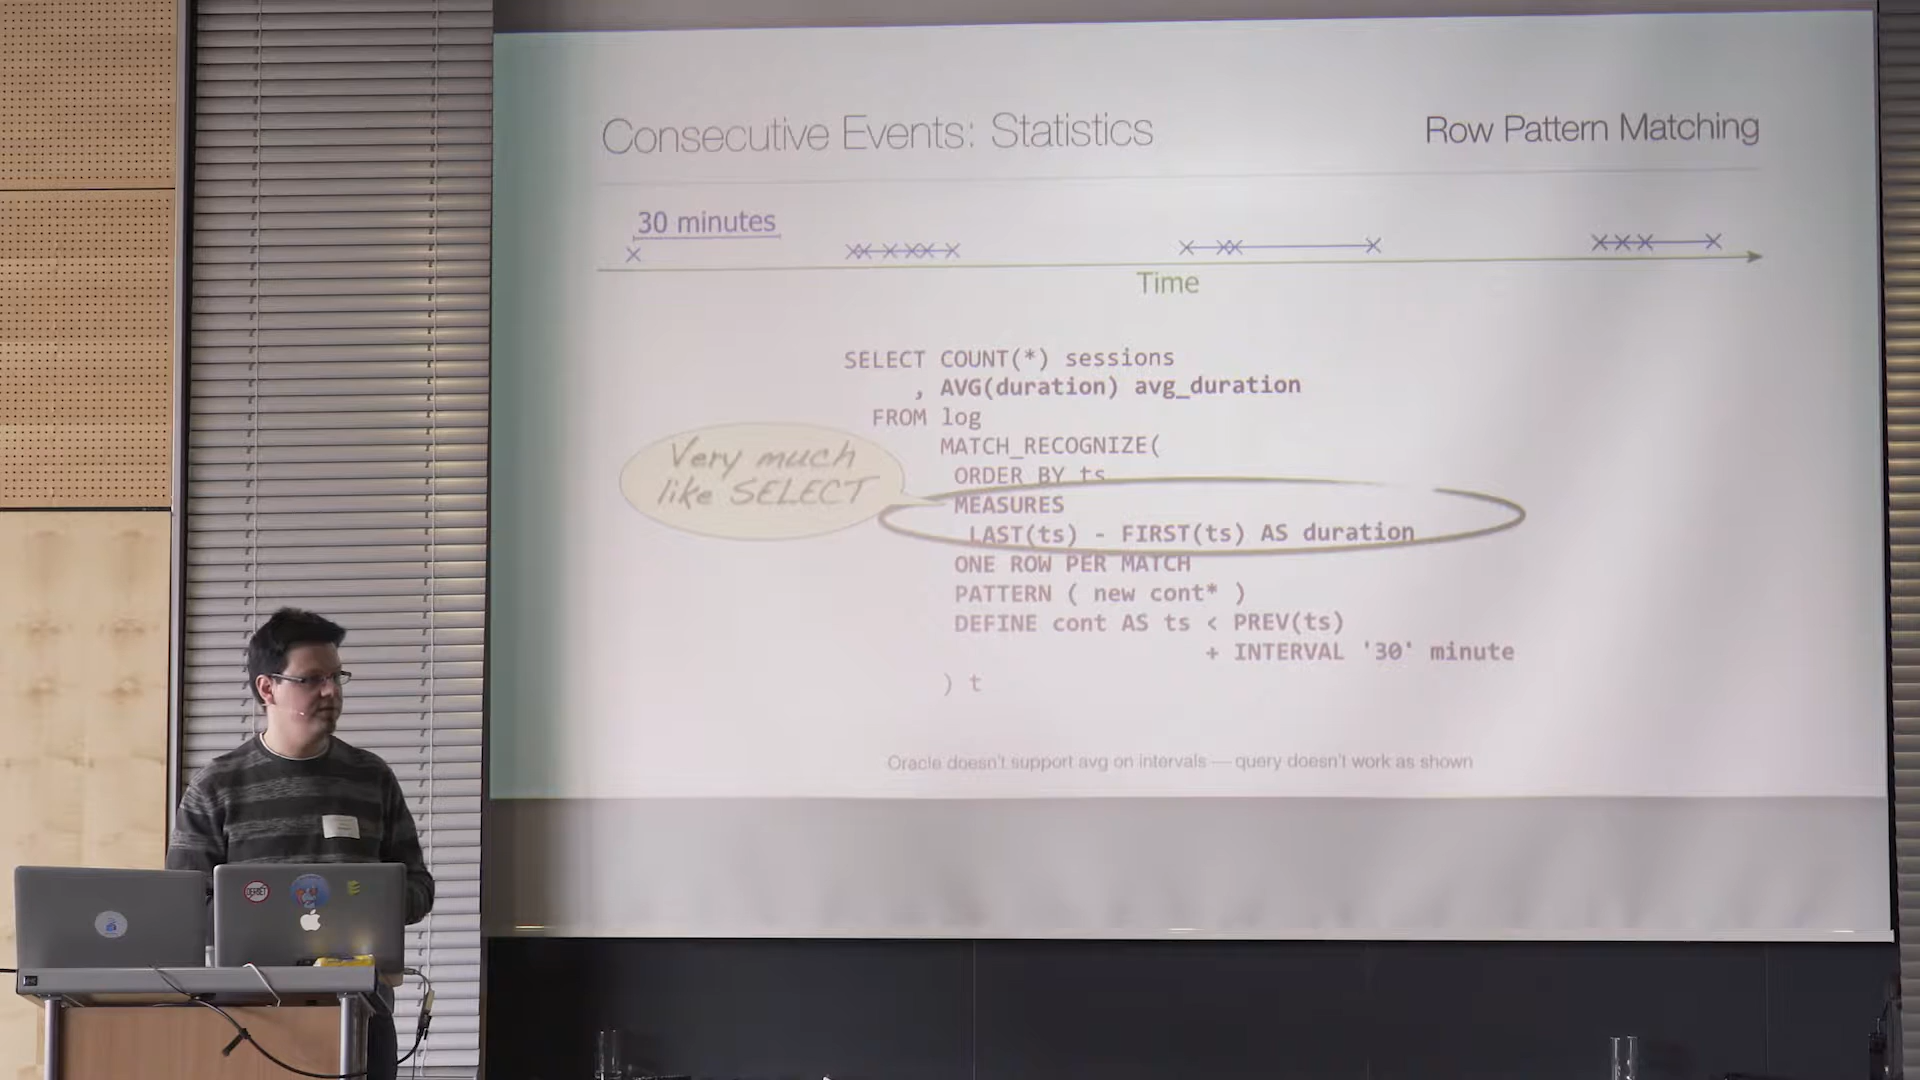 Consecutive Events: Statistics
Row Pattern Matching
30 minutes
Time
SELECT COUNT(*) sessions
, AVG(duration) avg_duration
FROM log
MATCH_RECOGNIZE(
ORDER BY ts
MEASURES
LAST(ts) - FIRST(ts) AS duration
ONE ROW PER MATCH
PATTERN ( new cont* )
DEFINE cont AS ts < PREV(ts)
+ INTERVAL '30' minute
) t
Very much
like SELECT
Oracle doesn't support avg on intervals — query doesn't work as shown